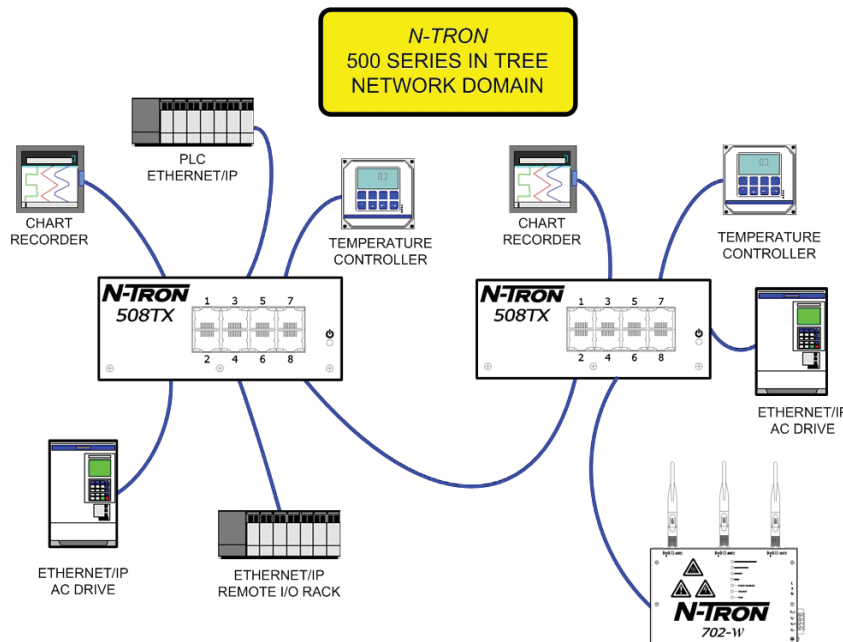 N-TRON
500 SERIES IN TREE
NETWORK DOMAIN
PLC
ETHERNET/IP
CHART
RECORDER
TEMPERATURE
CONTROLLER
CHART
RECORDER
TEMPERATURE
CONTROLLER
N-TRON
508TX
1 3 5 7
2 4 6 8
N-TRON
508TX
1 3 5 7
2 4 6 8
ETHERNET/IP
AC DRIVE
ETHERNET/IP
AC DRIVE
ETHERNET/IP
REMOTE I/O RACK
N-TRON
702-W